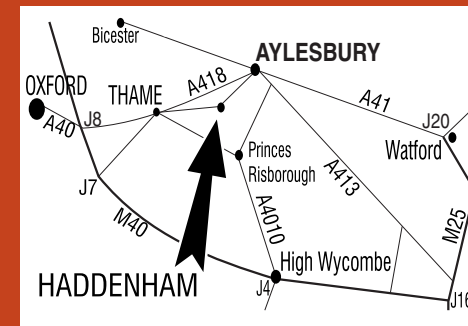 Bicester
AYLESBURY
OXFORD
THAME
A418
A41
A40
J8
J20
Watford
Princes
Risborough
A413
J7
M40
A4010
M25
HADDENHAM
High Wycombe
J4
J16